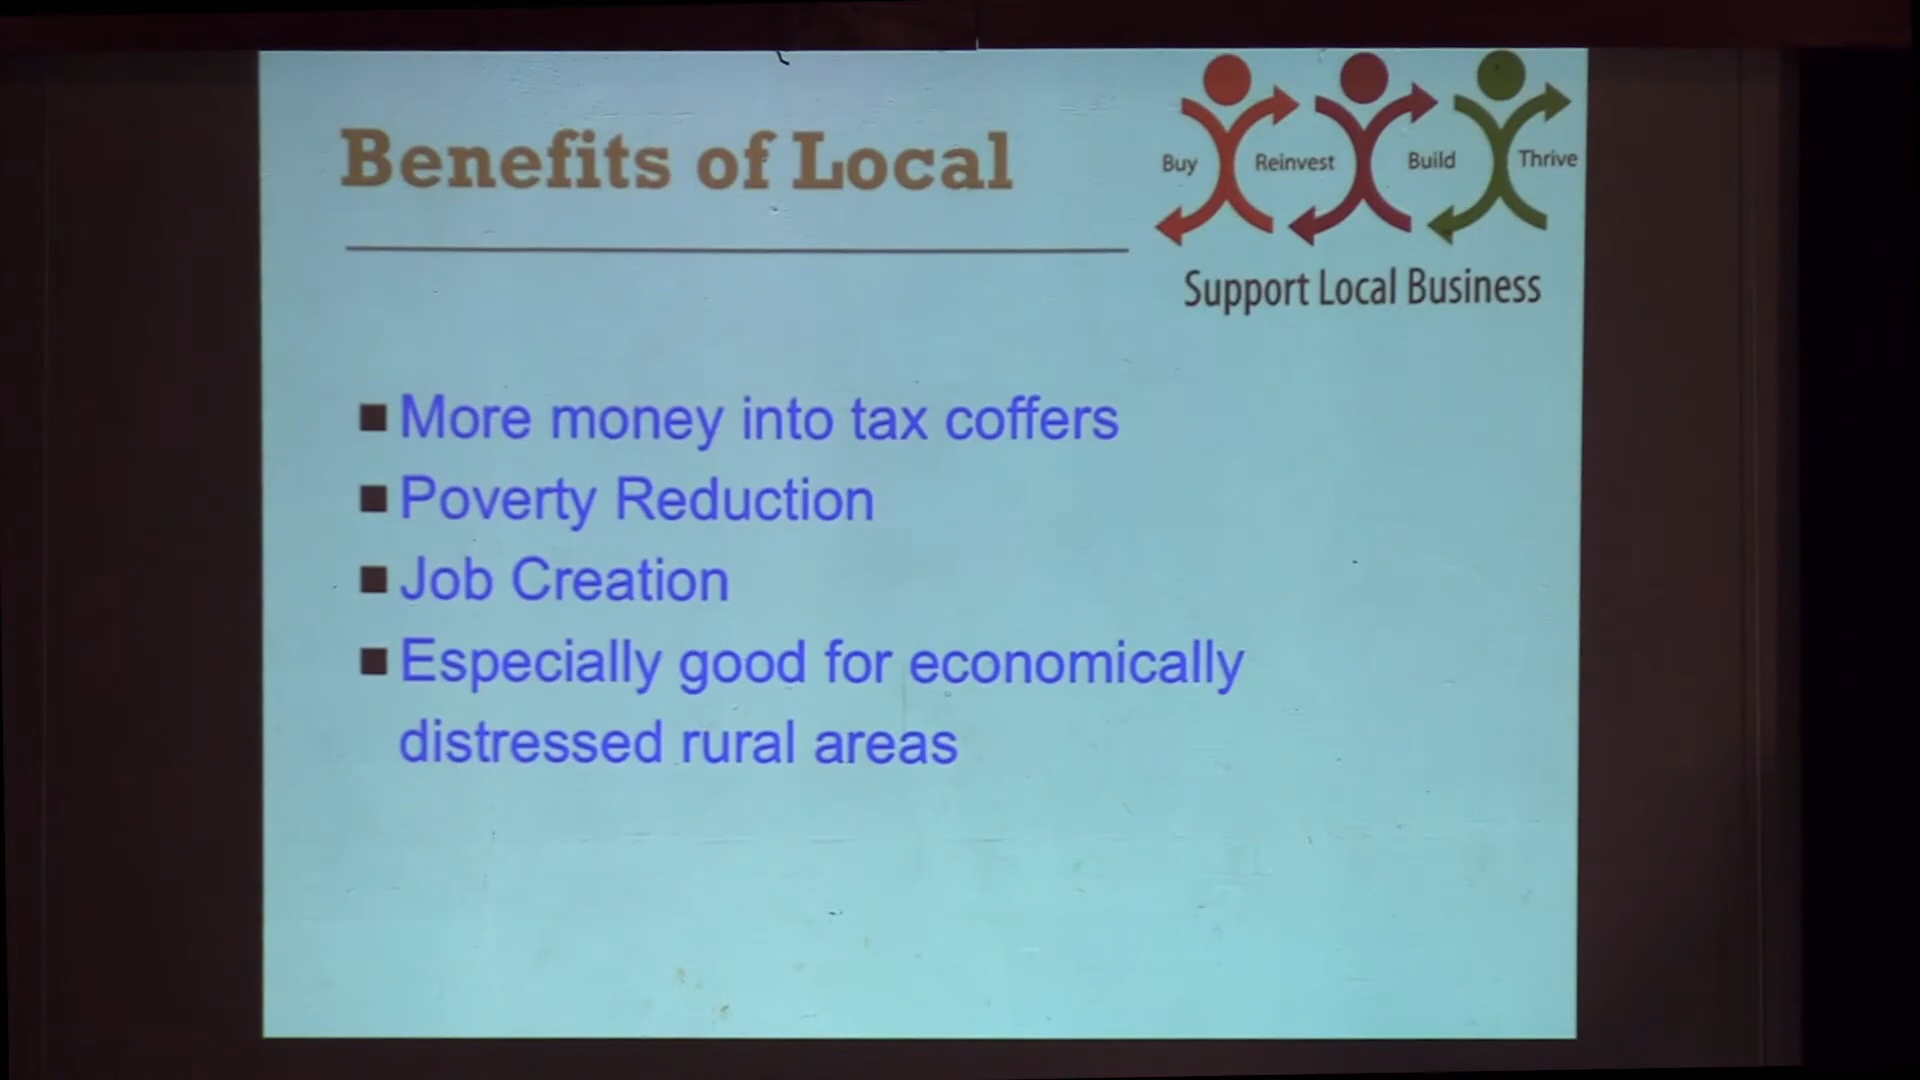 Benefits of Local
Buy Reinvest Build Thrive
Support Local Business
More money into tax coffers
Poverty Reduction
Job Creation
Especially good for economically
distressed rural areas